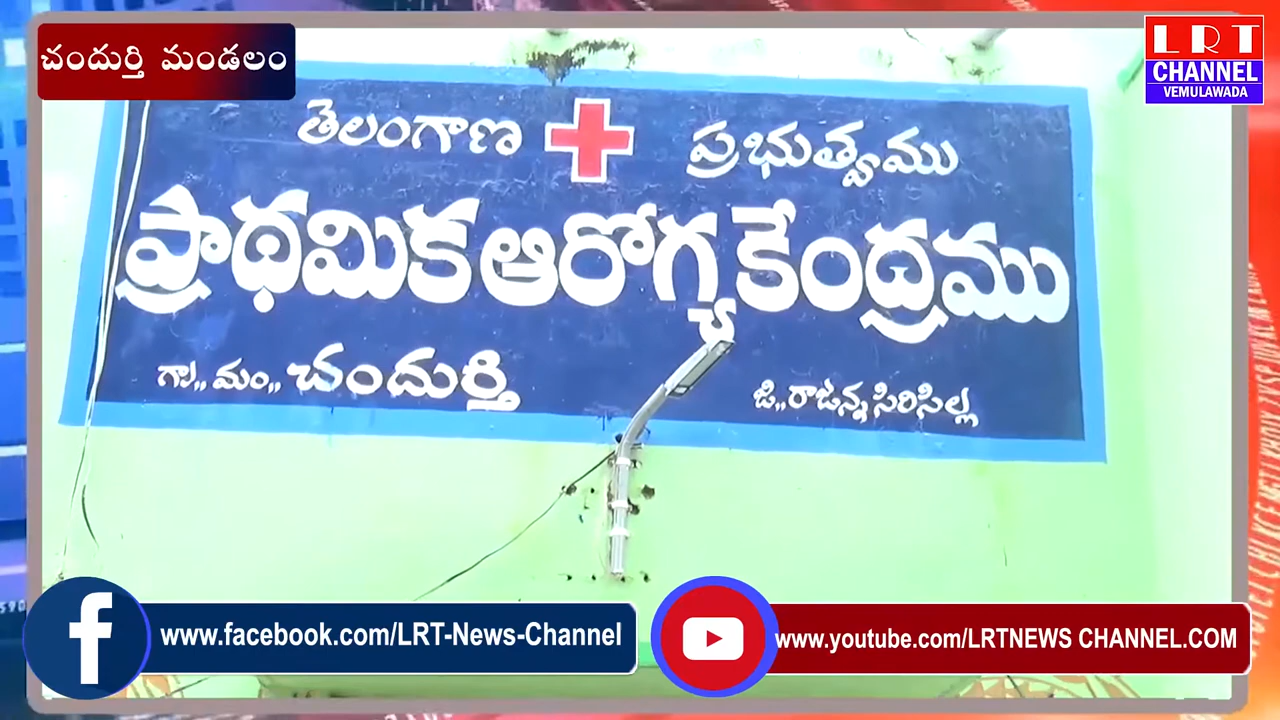 చందుర్తి మండలం
LRT
CHANNEL
VEMULAWADA
తెలంగాణ ప్రభుత్వము
ప్రాథమిక ఆరోగ్య కేంద్రము
గ్రా,, మం,, చందుర్తి
జి,, రాజన్న సిరిసిల్ల
www.facebook.com/LRT-News-Channel
www.youtube.com/LRTNEWS CHANNEL.COM